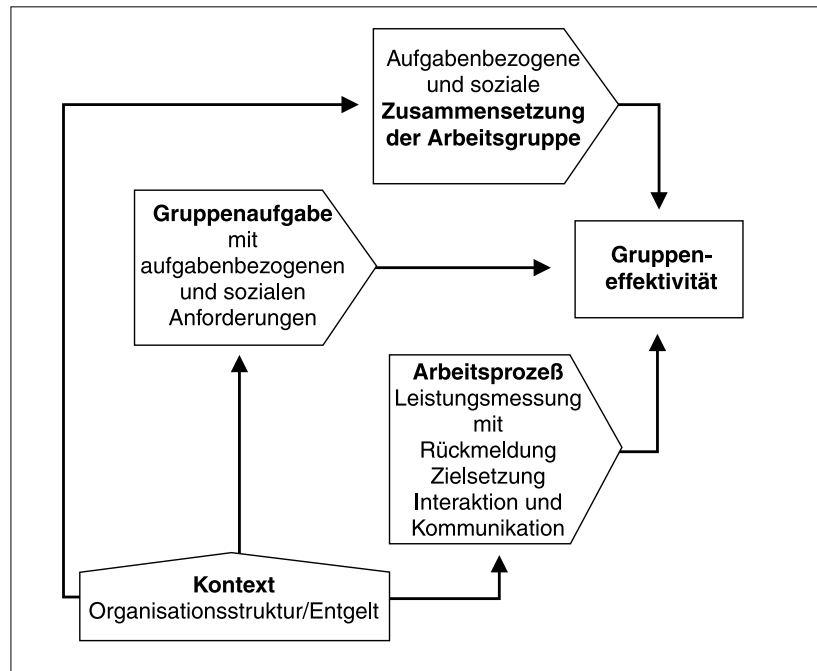 Aufgabenbezogene
und soziale
Zusammensetzung
der Arbeitsgruppe
Gruppenaufgabe
mit
aufgabenbezogenen
und sozialen
Anforderungen
Gruppen-
effektivität
Arbeitsprozeß
Leistungsmessung
mit
Rückmeldung
Zielsetzung
Interaktion und
Kommunikation
Kontext
Organisationsstruktur/Entgelt